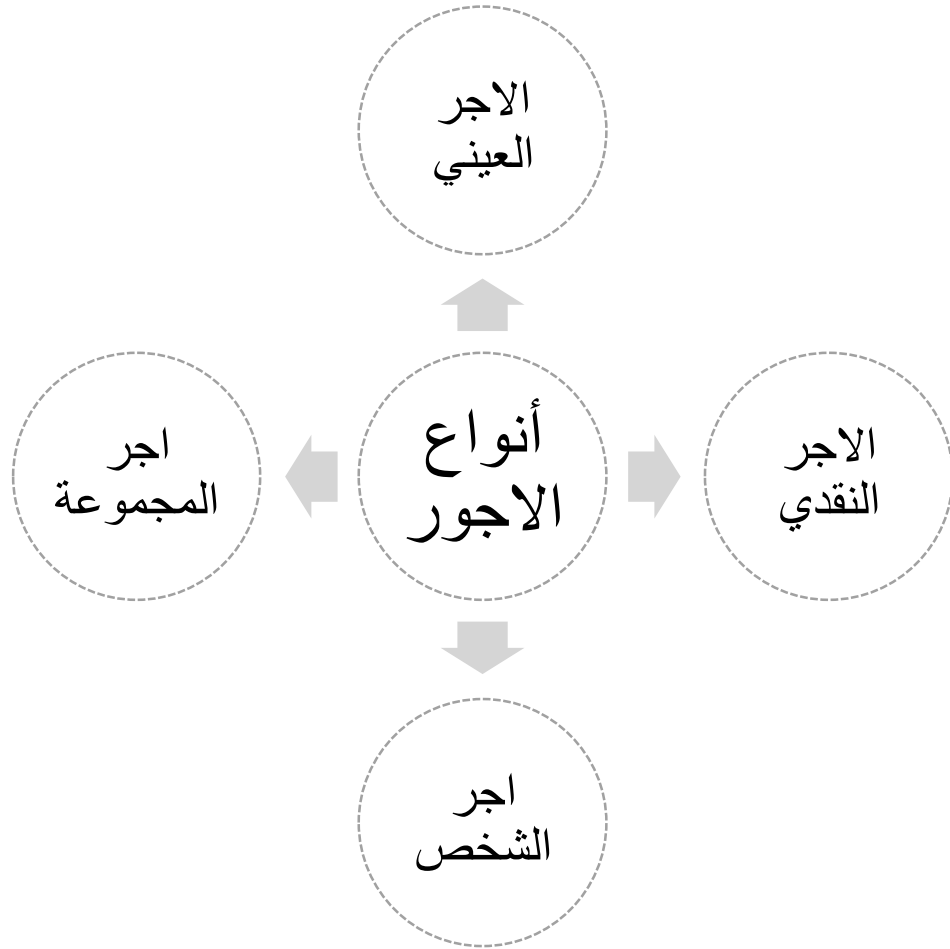 الاجر
العيني
أنواع
الاجور
الاجر
النقدي
اجر
المجموعة
اجر
الشخص